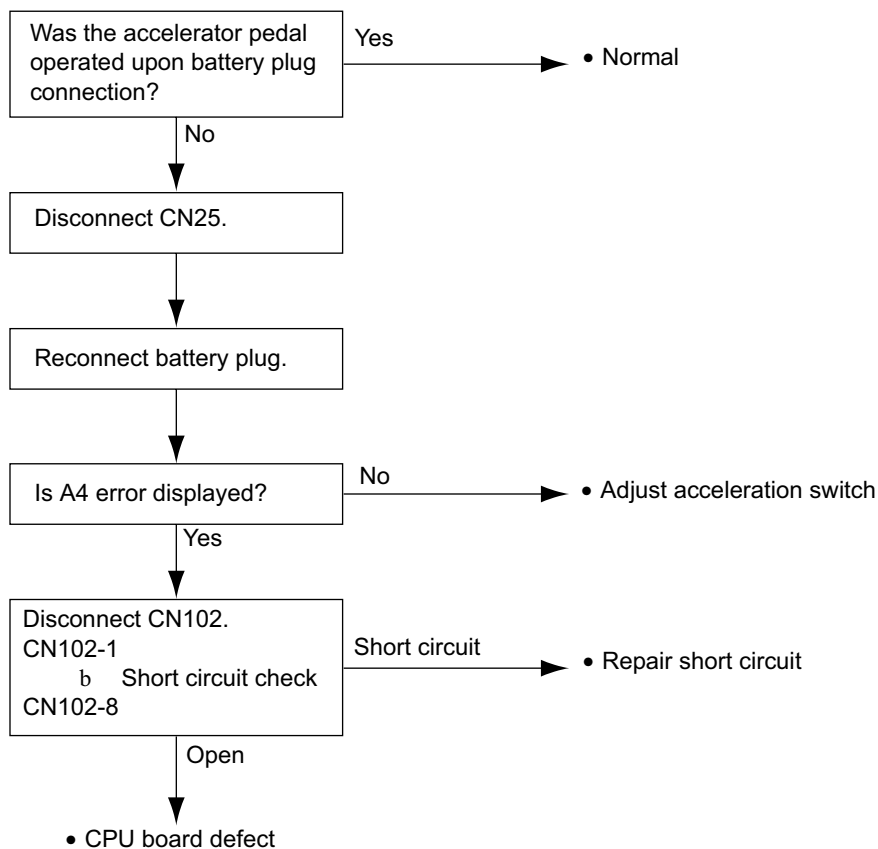 Was the accelerator pedal
operated upon battery plug
connection?
Yes
• Normal
No
Disconnect CN25.
Reconnect battery plug.
Is A4 error displayed?
No
• Adjust acceleration switch
Yes
Disconnect CN102.
CN102-1
b Short circuit check
CN102-8
Short circuit
• Repair short circuit
Open
• CPU board defect